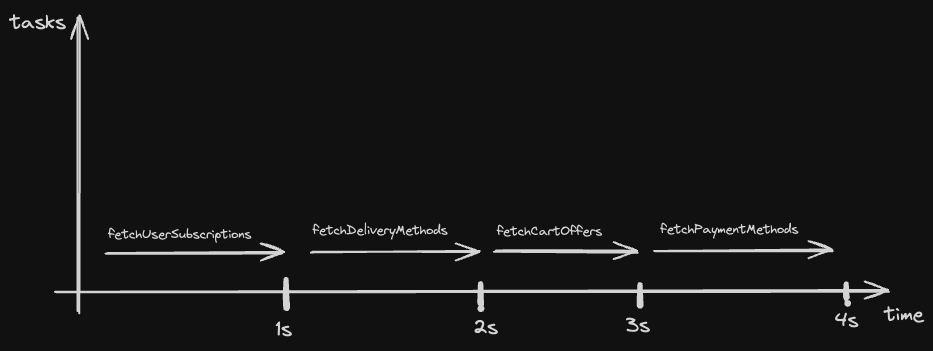 tasks
fetchUserSubscriptions
fetchDeliveryMethods
fetchCartOffers
fetchPaymentMethods
1s
2s
3s
4s
time